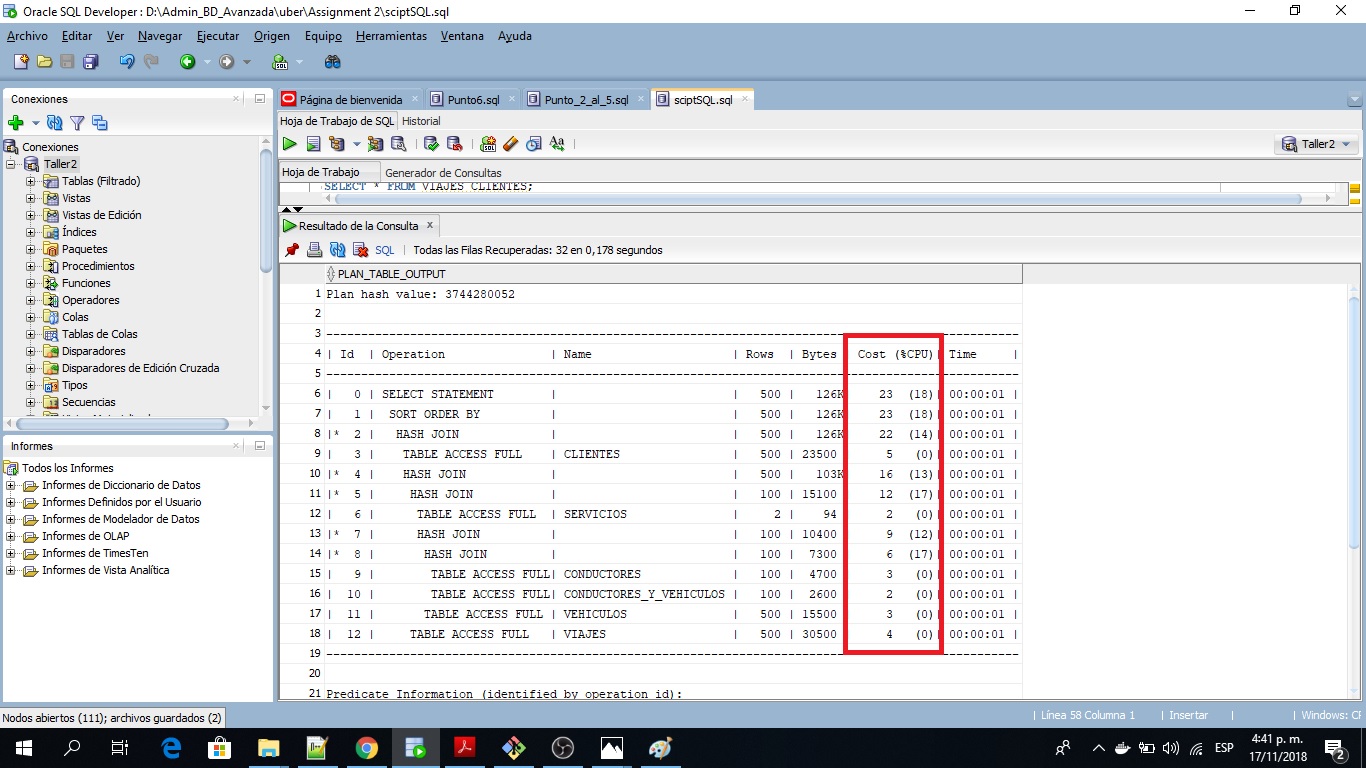 Oracle SQL Developer : D:\Admin_BD_Avanzada\uber\Assignment 2\sciptSQL.sql
Archivo Editar Ver Navegar Ejecutar Origen Equipo Herramientas Ventana Ayuda
Conexiones
Conexiones
Taller2
Tablas (Filtrado)
Vistas
Vistas de Edición
Índices
Paquetes
Procedimientos
Funciones
Operadores
Colas
Tablas de Colas
Disparadores
Disparadores de Edición Cruzada
Tipos
Secuencias
Informes
Todos los Informes
Informes de Diccionario de Datos
Informes Definidos por el Usuario
Informes de Modelador de Datos
Informes de OLAP
Informes de TimesTen
Informes de Vista Analítica
Página de bienvenida Punto6.sql Punto_2_al_5.sql sciptSQL.sql
Hoja de Trabajo de SQL Historial
Taller2
Hoja de Trabajo Generador de Consultas
SELECT * FROM VIAJES_CLIENTES;
Resultado de la Consulta x
SQL | Todas las Filas Recuperadas: 32 en 0,178 segundos
PLAN_TABLE_OUTPUT
1 Plan hash value: 3744280052
2
3 --------------------------------------------------------------------------------------------------
4 | Id | Operation | Name | Rows | Bytes Cost (%CPU)| Time |
5 --------------------------------------------------------------------------------------------------
6 | 0 | SELECT STATEMENT | | 500 | 126K 23 (18)| 00:00:01 |
7 | 1 | SORT ORDER BY | | 500 | 126K 23 (18)| 00:00:01 |
8 |* 2 | HASH JOIN | | 500 | 126K 22 (14)| 00:00:01 |
9 | 3 | TABLE ACCESS FULL | CLIENTES | 500 | 23500 5 (0)| 00:00:01 |
10 |* 4 | HASH JOIN | | 500 | 103K 16 (13)| 00:00:01 |
11 |* 5 | HASH JOIN | | 100 | 15100 12 (17)| 00:00:01 |
12 | 6 | TABLE ACCESS FULL | SERVICIOS | 2 | 94 2 (0)| 00:00:01 |
13 |* 7 | HASH JOIN | | 100 | 10400 9 (12)| 00:00:01 |
14 |* 8 | HASH JOIN | | 100 | 7300 6 (17)| 00:00:01 |
15 | 9 | TABLE ACCESS FULL| CONDUCTORES | 100 | 4700 3 (0)| 00:00:01 |
16 | 10 | TABLE ACCESS FULL| CONDUCTORES_Y_VEHICULOS | 100 | 2600 2 (0)| 00:00:01 |
17 | 11 | TABLE ACCESS FULL | VEHICULOS | 500 | 15500 3 (0)| 00:00:01 |
18 | 12 | TABLE ACCESS FULL | VIAJES | 500 | 30500 4 (0)| 00:00:01 |
19 --------------------------------------------------------------------------------------------------
20
21 Predicate Information (identified by operation id):
Nodos abiertos (111); archivos guardados (2)
| Línea 58 Columna 1 | Insertar | | Windows:
ESP
4:41 p. m.
17/11/2018
2